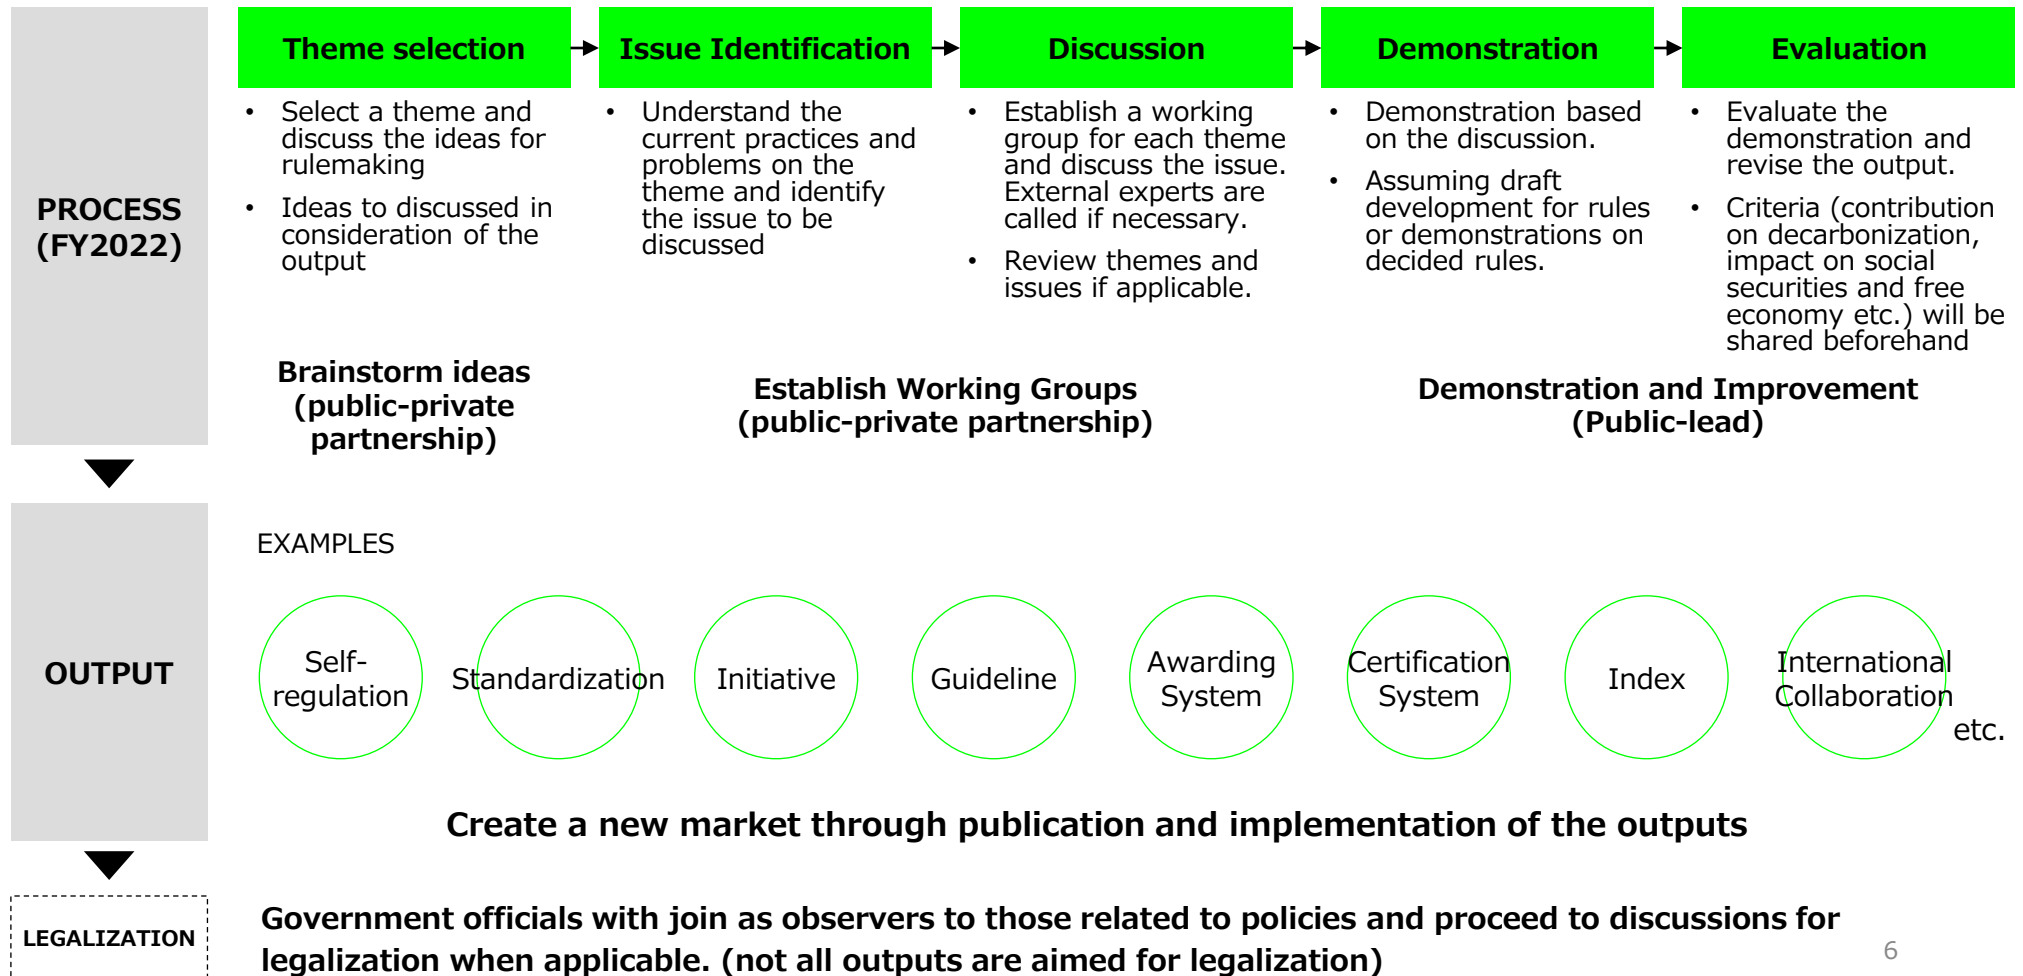 PROCESS
(FY2022)
Theme selection
• Select a theme and
discuss the ideas for
rulemaking
• Ideas to discussed in
consideration of the
output
Issue Identification
• Understand the
current practices and
problems on the
theme and identify
the issue to be
discussed
Discussion
• Establish a working
group for each theme
and discuss the issue.
External experts are
called if necessary.
• Review themes and
issues if applicable.
Demonstration
• Demonstration based
on the discussion.
• Assuming draft
development for rules
or demonstrations on
decided rules.
Evaluation
• Evaluate the
demonstration and
revise the output.
• Criteria (contribution
on decarbonization,
impact on social
securities and free
economy etc.) will be
shared beforehand
Brainstorm ideas
(public-private
partnership)
Establish Working Groups
(public-private partnership)
Demonstration and Improvement
(Public-lead)
OUTPUT
EXAMPLES
Self-
regulation
Standardization
Initiative
Guideline
Awarding
System
Certification
System
Index
International
Collaboration
etc.
Create a new market through publication and implementation of the outputs
LEGALIZATION
Government officials with join as observers to those related to policies and proceed to discussions for
legalization when applicable. (not all outputs are aimed for legalization)
6